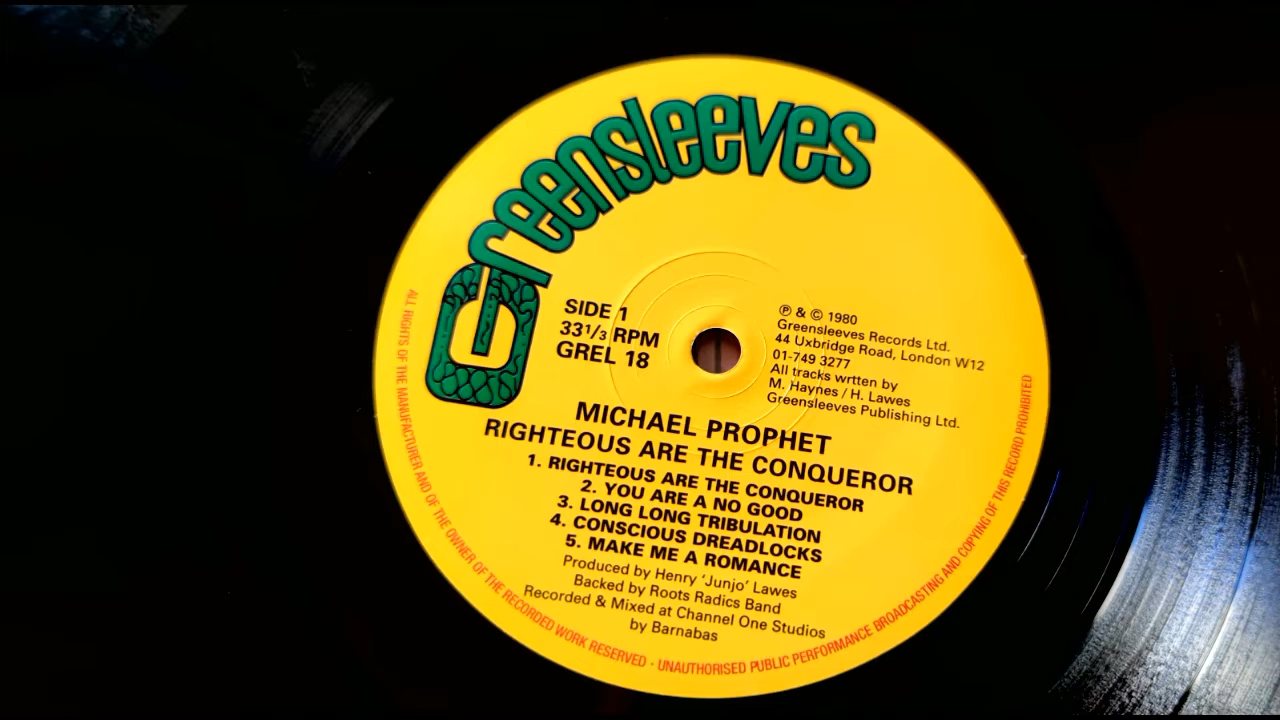 Greensleeves
SIDE 1
33 1/3 RPM
GREL 18
℗ & © 1980
Greensleeves Records Ltd.
44 Uxbridge Road, London W12
01-749 3277
All tracks wrtten by
M. Haynes / H. Lawes
Greensleeves Publishing Ltd.
MICHAEL PROPHET
RIGHTEOUS ARE THE CONQUEROR
1. RIGHTEOUS ARE THE CONQUEROR
2. YOU ARE A NO GOOD
3. LONG LONG TRIBULATION
4. CONSCIOUS DREADLOCKS
5. MAKE ME A ROMANCE
Produced by Henry ‘Junjo’ Lawes
Backed by Roots Radics Band
Recorded & Mixed at Channel One Studios
by Barnabas
ALL RIGHTS OF THE MANUFACTURER AND OF THE OWNER OF THE RECORDED WORK RESERVED · UNAUTHORISED PUBLIC PERFORMANCE BROADCASTING AND COPYING OF THIS RECORD PROHIBITED